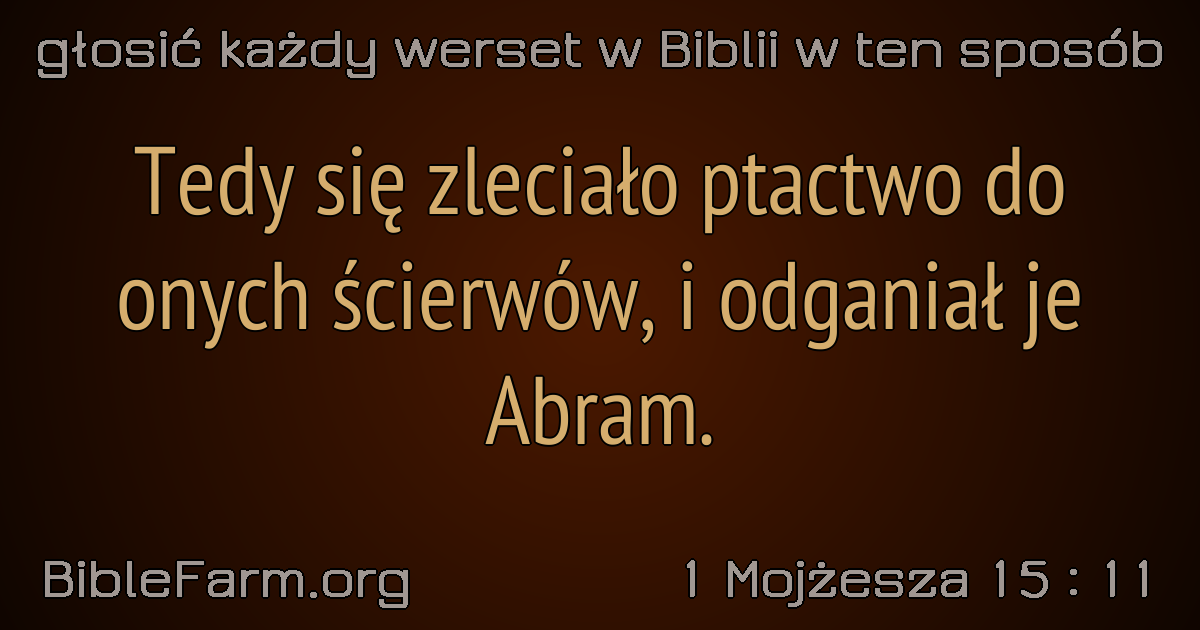 głosić każdy werset w Biblii w ten sposób
Tedy się zleciało ptactwo do
onych ścierwów, i odganiał je
Abram.
BibleFarm.org
1 Mojżesza 15 : 11